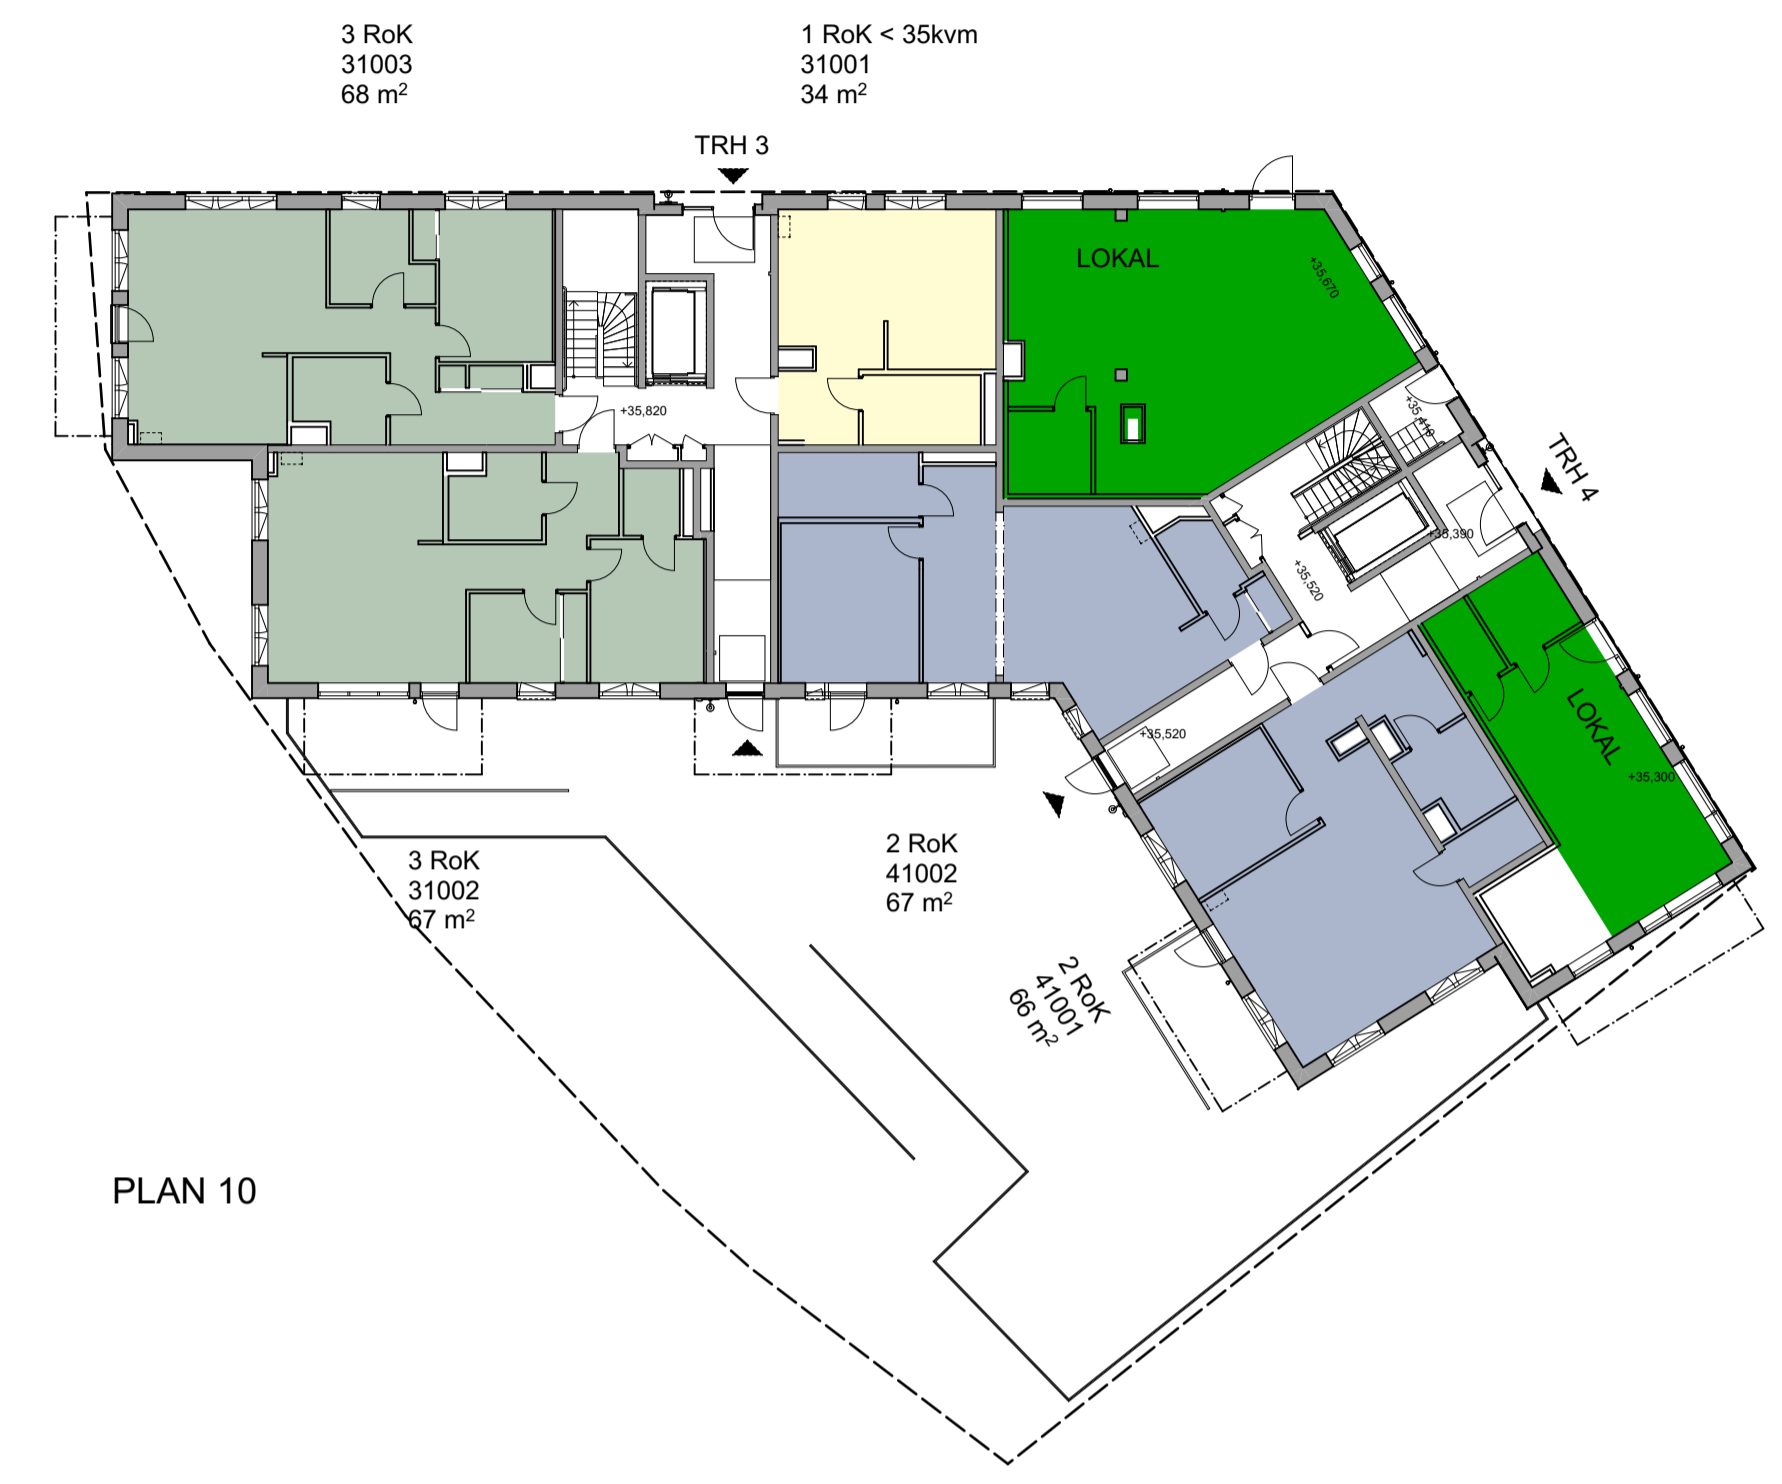 3 RoK
31003
68 m²
1 RoK < 35kvm
31001
34 m²
TRH 3
LOKAL
+35,670
+35,820
+35,410
TRH 4
+35,390
+35,520
LOKAL
+35,520
+35,300
3 RoK
31002
67 m²
2 RoK
41002
67 m²
2 RoK
41001
66 m²
PLAN 10